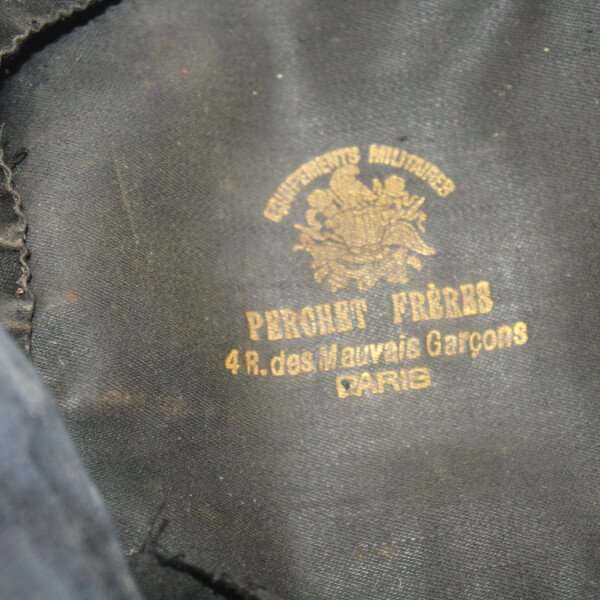 EQUIPEMENTS MILITAIRES
PERCHET FRÈRES
4 R. des Mauvais Garçons
PARIS